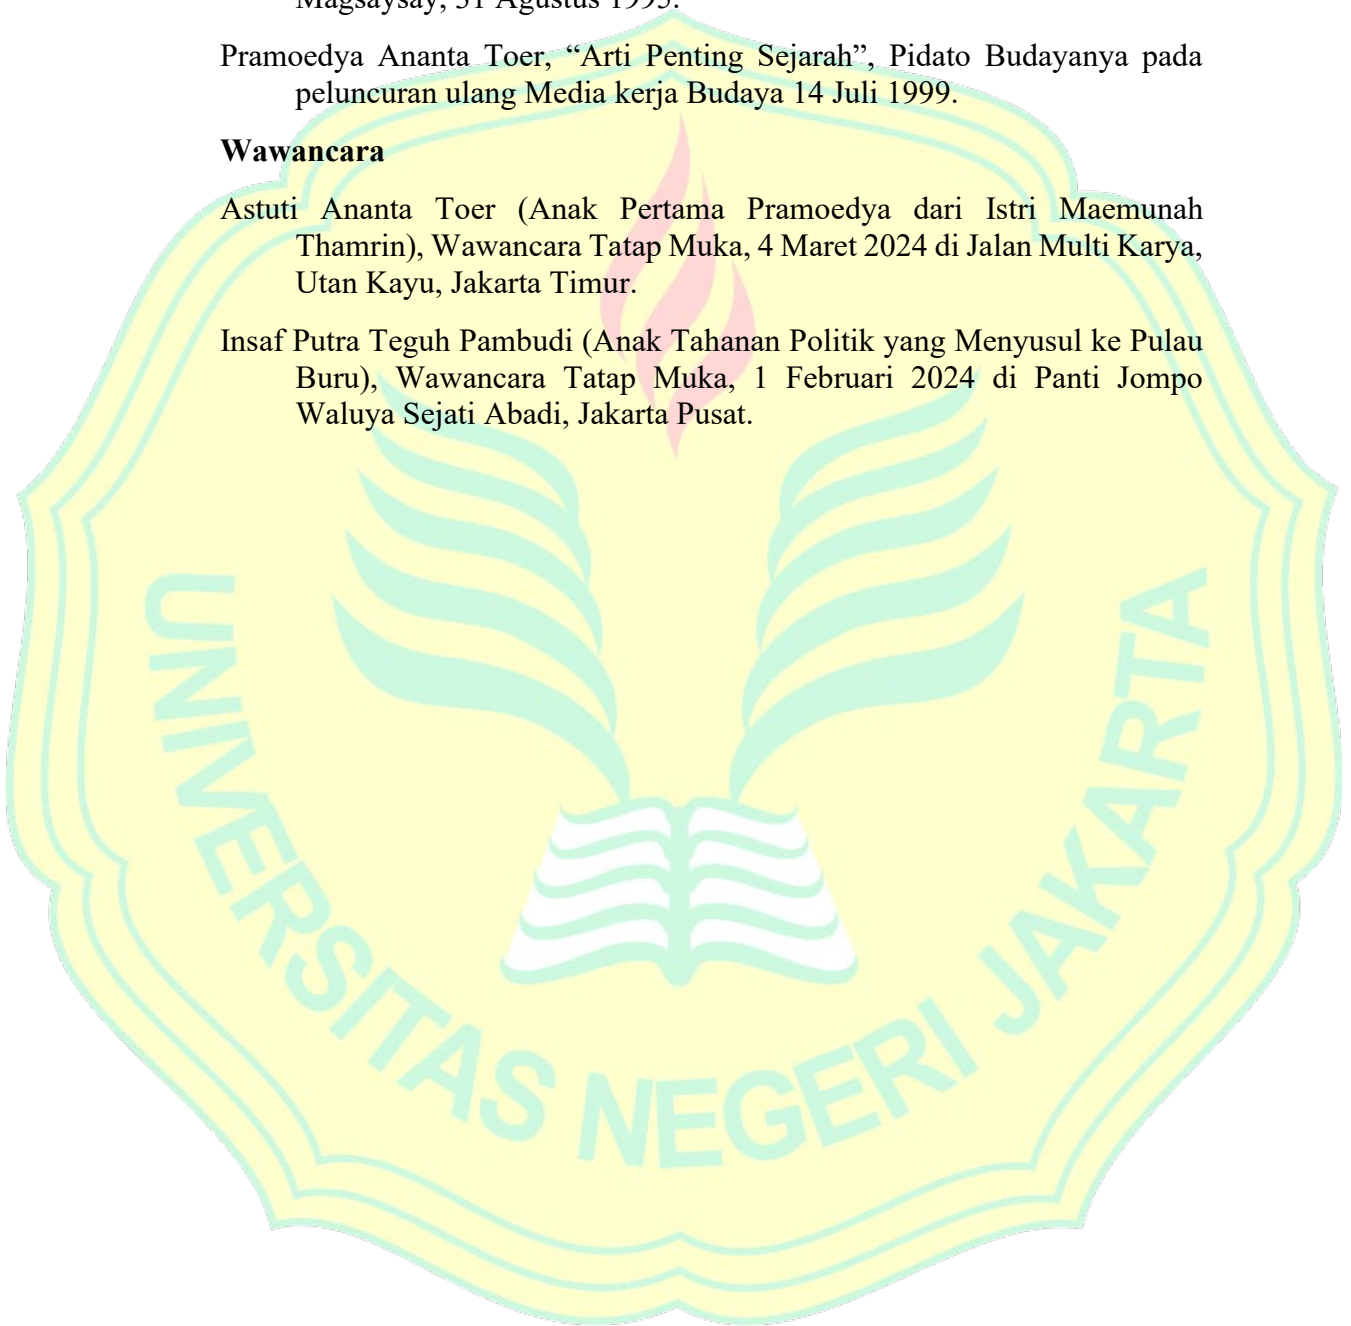 Magsaysay, 31 Agustus 1995.
Pramoedya Ananta Toer, “Arti Penting Sejarah”, Pidato Budayanya pada
peluncuran ulang Media kerja Budaya 14 Juli 1999.
Wawancara
Astuti Ananta Toer (Anak Pertama Pramoedya dari Istri Maemunah
Thamrin), Wawancara Tatap Muka, 4 Maret 2024 di Jalan Multi Karya,
Utan Kayu, Jakarta Timur.
Insaf Putra Teguh Pambudi (Anak Tahanan Politik yang Menyusul ke Pulau
Buru), Wawancara Tatap Muka, 1 Februari 2024 di Panti Jompo
Waluya Sejati Abadi, Jakarta Pusat.
UNIVERSITAS NEGERI JAKARTA